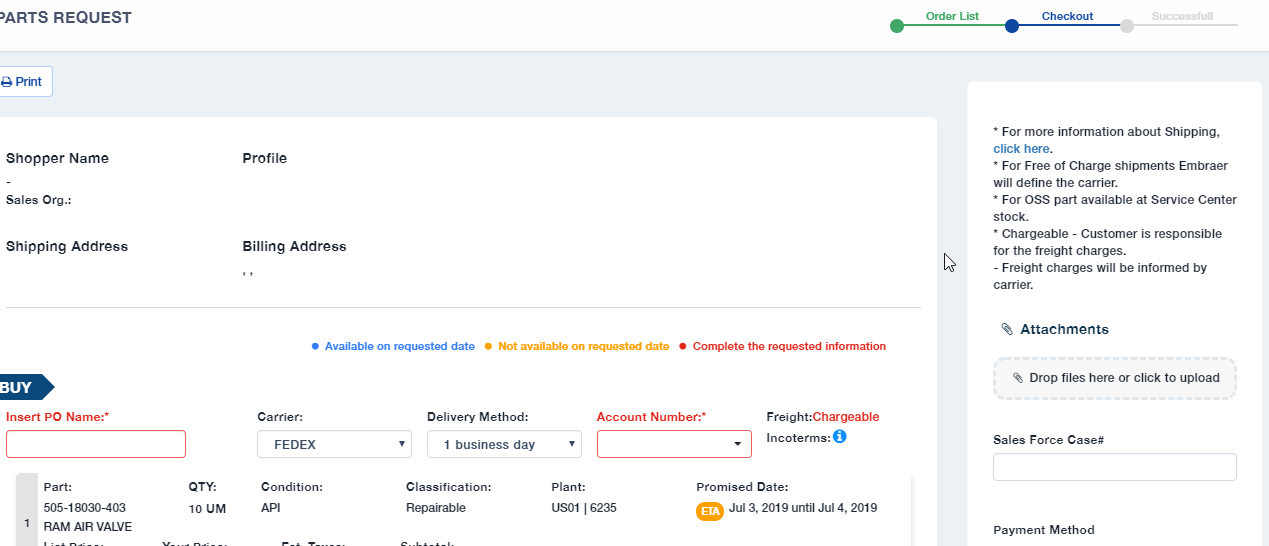 PARTS REQUEST
Order List
Checkout
Successfull
Print
Shopper Name
Profile
-
Sales Org.:
Shipping Address
Billing Address
, ,
Available on requested date
Not available on requested date
Complete the requested information
BUY
Insert PO Name:*
Carrier:
Delivery Method:
Account Number:*
Freight:Chargeable
FEDEX
1 business day
Incoterms:
Part:
QTY:
Condition:
Classification:
Plant:
Promised Date:
505-18030-403
10 UM
API
Repairable
US01 | 6235
ETA Jul 3, 2019 until Jul 4, 2019
1
RAM AIR VALVE
List Price:
Your Price:
Est. Taxes:
Subtotal:
* For more information about Shipping,
click here.
* For Free of Charge shipments Embraer
will define the carrier.
* For OSS part available at Service Center
stock.
* Chargeable - Customer is responsible
for the freight charges.
- Freight charges will be informed by
carrier.
Attachments
Drop files here or click to upload
Sales Force Case#
Payment Method